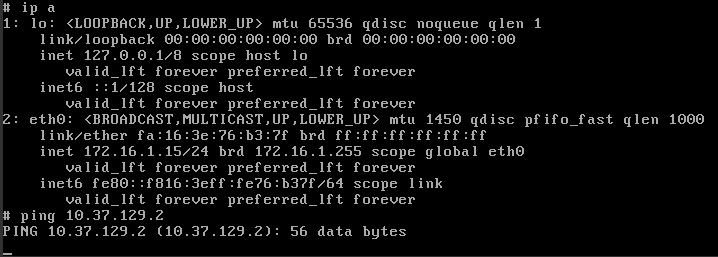 # ip a
1: lo: <LOOPBACK,UP,LOWER_UP> mtu 65536 qdisc noqueue qlen 1
link/loopback 00:00:00:00:00:00 brd 00:00:00:00:00:00
inet 127.0.0.1/8 scope host lo
valid_lft forever preferred_lft forever
inet6 ::1/128 scope host
valid_lft forever preferred_lft forever
2: eth0: <BROADCAST,MULTICAST,UP,LOWER_UP> mtu 1450 qdisc pfifo_fast qlen 1000
link/ether fa:16:3e:76:b3:7f brd ff:ff:ff:ff:ff:ff
inet 172.16.1.15/24 brd 172.16.1.255 scope global eth0
valid_lft forever preferred_lft forever
inet6 fe80::f816:3eff:fe76:b37f/64 scope link
valid_lft forever preferred_lft forever
# ping 10.37.129.2
PING 10.37.129.2 (10.37.129.2): 56 data bytes